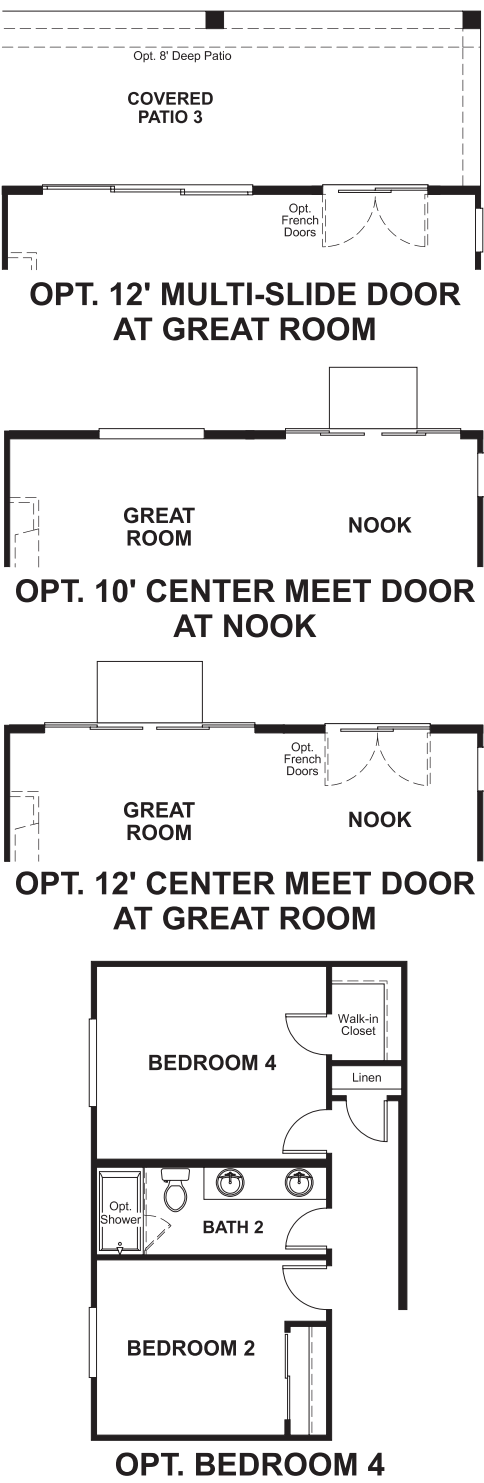 Opt. 8' Deep Patio
COVERED
PATIO 3
Opt.
French
Doors
OPT. 12' MULTI-SLIDE DOOR
AT GREAT ROOM
GREAT
ROOM
NOOK
OPT. 10' CENTER MEET DOOR
AT NOOK
Opt.
French
Doors
GREAT
ROOM
NOOK
OPT. 12' CENTER MEET DOOR
AT GREAT ROOM
Walk-in
Closet
BEDROOM 4
Linen
Opt.
Shower
BATH 2
BEDROOM 2
OPT. BEDROOM 4